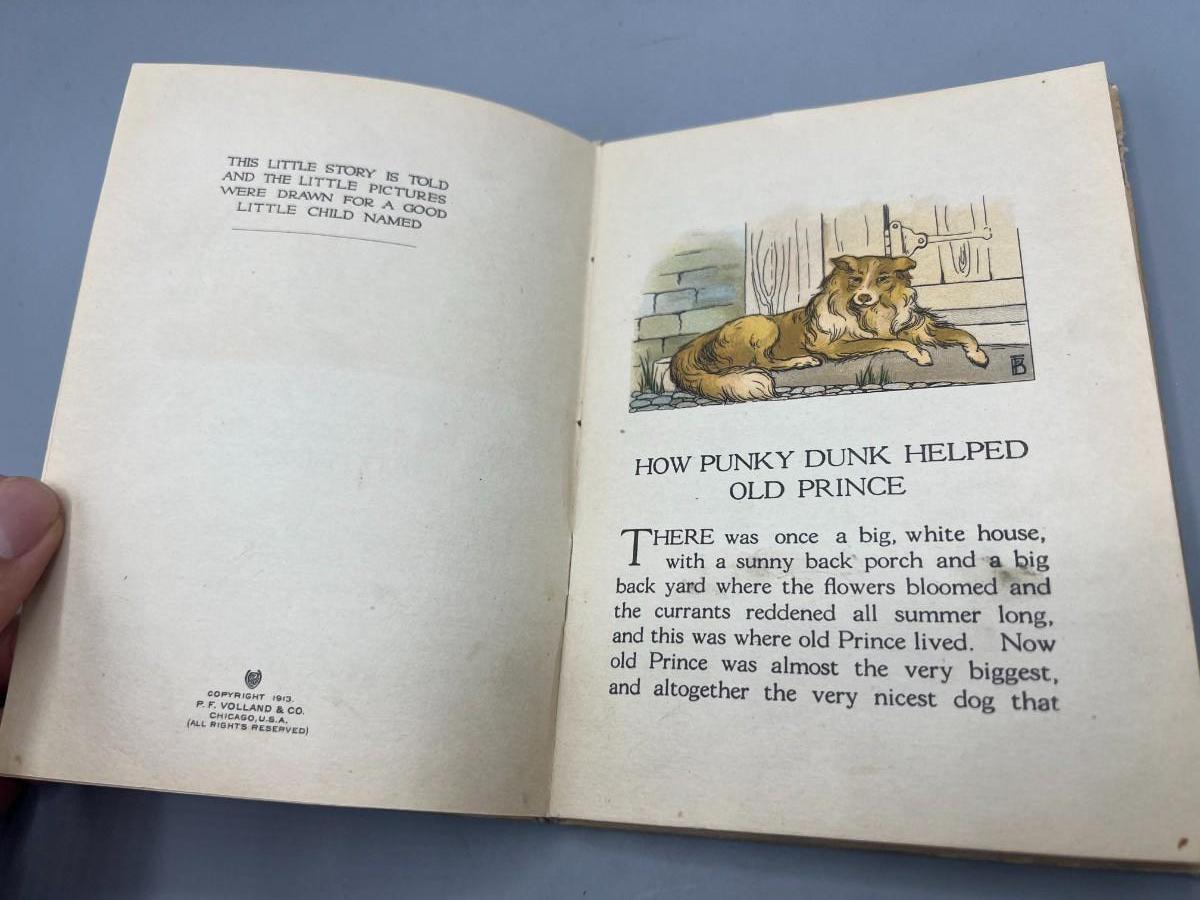 THIS LITTLE STORY IS TOLD
AND THE LITTLE PICTURES
WERE DRAWN FOR A GOOD
LITTLE CHILD NAMED
COPYRIGHT 1913.
P. F. VOLLAND & CO.
CHICAGO, U.S.A.
(ALL RIGHTS RESERVED)
HOW PUNKY DUNK HELPED
OLD PRINCE
THERE was once a big, white house,
with a sunny back porch and a big
back yard where the flowers bloomed and
the currants reddened all summer long,
and this was where old Prince lived. Now
old Prince was almost the very biggest,
and altogether the very nicest dog that